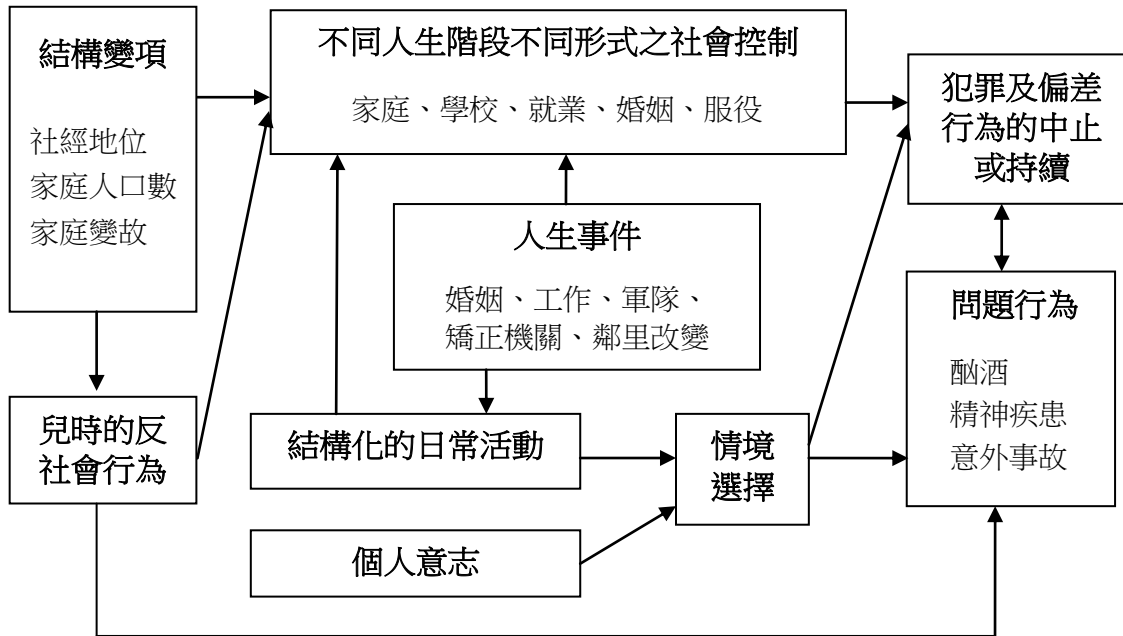 結構變項
社經地位
家庭人口數
家庭變故
不同人生階段不同形式之社會控制
家庭、學校、就業、婚姻、服役
犯罪及偏差
行為的中止
或持續
人生事件
婚姻、工作、軍隊、
矯正機關、鄰里改變
問題行為
酗酒
精神疾患
意外事故
兒時的反
社會行為
結構化的日常活動
情境
選擇
個人意志